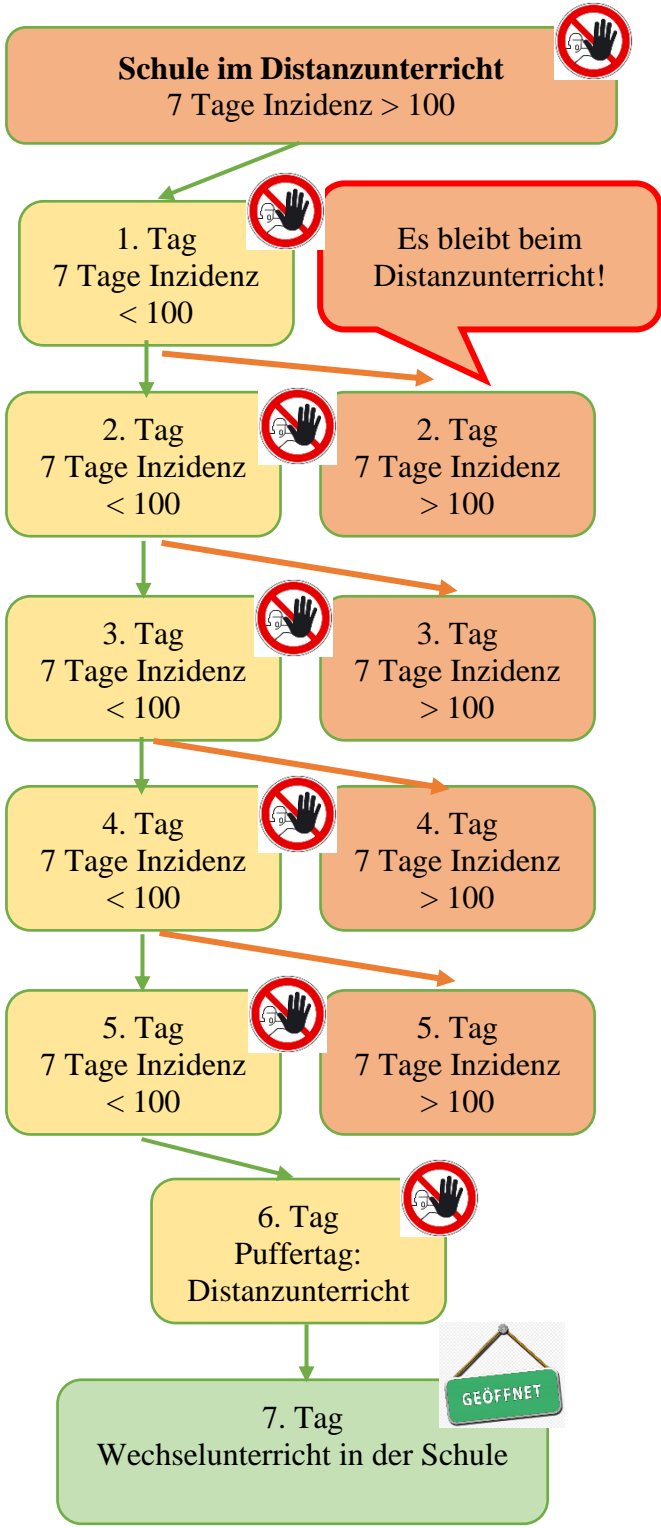 Schule im Distanzunterricht
7 Tage Inzidenz > 100
1. Tag
7 Tage Inzidenz
< 100
Es bleibt beim
Distanzunterricht!
2. Tag
7 Tage Inzidenz
< 100
2. Tag
7 Tage Inzidenz
> 100
3. Tag
7 Tage Inzidenz
< 100
3. Tag
7 Tage Inzidenz
> 100
4. Tag
7 Tage Inzidenz
< 100
4. Tag
7 Tage Inzidenz
> 100
5. Tag
7 Tage Inzidenz
< 100
5. Tag
7 Tage Inzidenz
> 100
6. Tag
Puffertag:
Distanzunterricht
GEÖFFNET
7. Tag
Wechselunterricht in der Schule